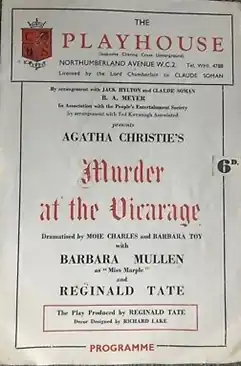 THE
PLAYHOUSE
(opposite Charing Cross Underground)
NORTHUMBERLAND AVENUE W.C.2 Tel. WHI. 4788
Licensed by the Lord Chamberlain to CLAUDE SOMAN
By arrangement with JACK HYLTON and CLAUDE SOMAN
B. A. MEYER
In Association with the People's Entertainment Society
by arrangement with Ted Kavanagh Associated
presents
AGATHA CHRISTIE'S
Murder
at the Vicarage
6D.
Dramatised by MOIE CHARLES and BARBARA TOY
with
BARBARA MULLEN
as "Miss Marple"
and
REGINALD TATE
The Play Produced by REGINALD TATE
Decor Designed by RICHARD LAKE
PROGRAMME